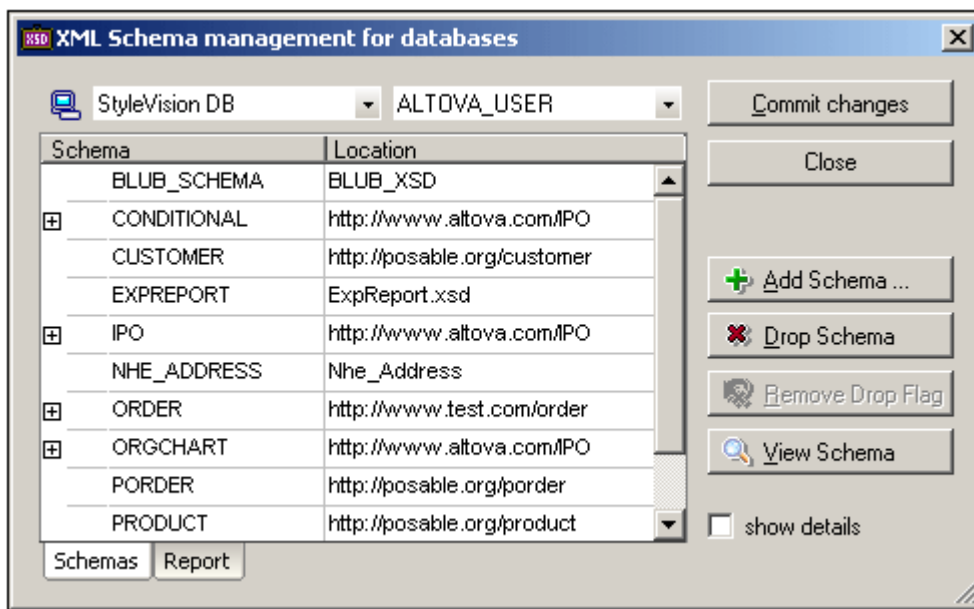 XSD XML Schema management for databases
StyleVision DB ALTOVA_USER Commit changes
Close
Schema Location
BLUB_SCHEMA BLUB_XSD
CONDITIONAL http://www.altova.com/IPO
CUSTOMER http://posable.org/customer
EXPREPORT ExpReport.xsd
IPO http://www.altova.com/IPO
NHE_ADDRESS Nhe_Address
ORDER http://www.test.com/order
ORGCHART http://www.altova.com/IPO
PORDER http://posable.org/porder
PRODUCT http://posable.org/product
Add Schema ...
Drop Schema
Remove Drop Flag
View Schema
show details
Schemas Report